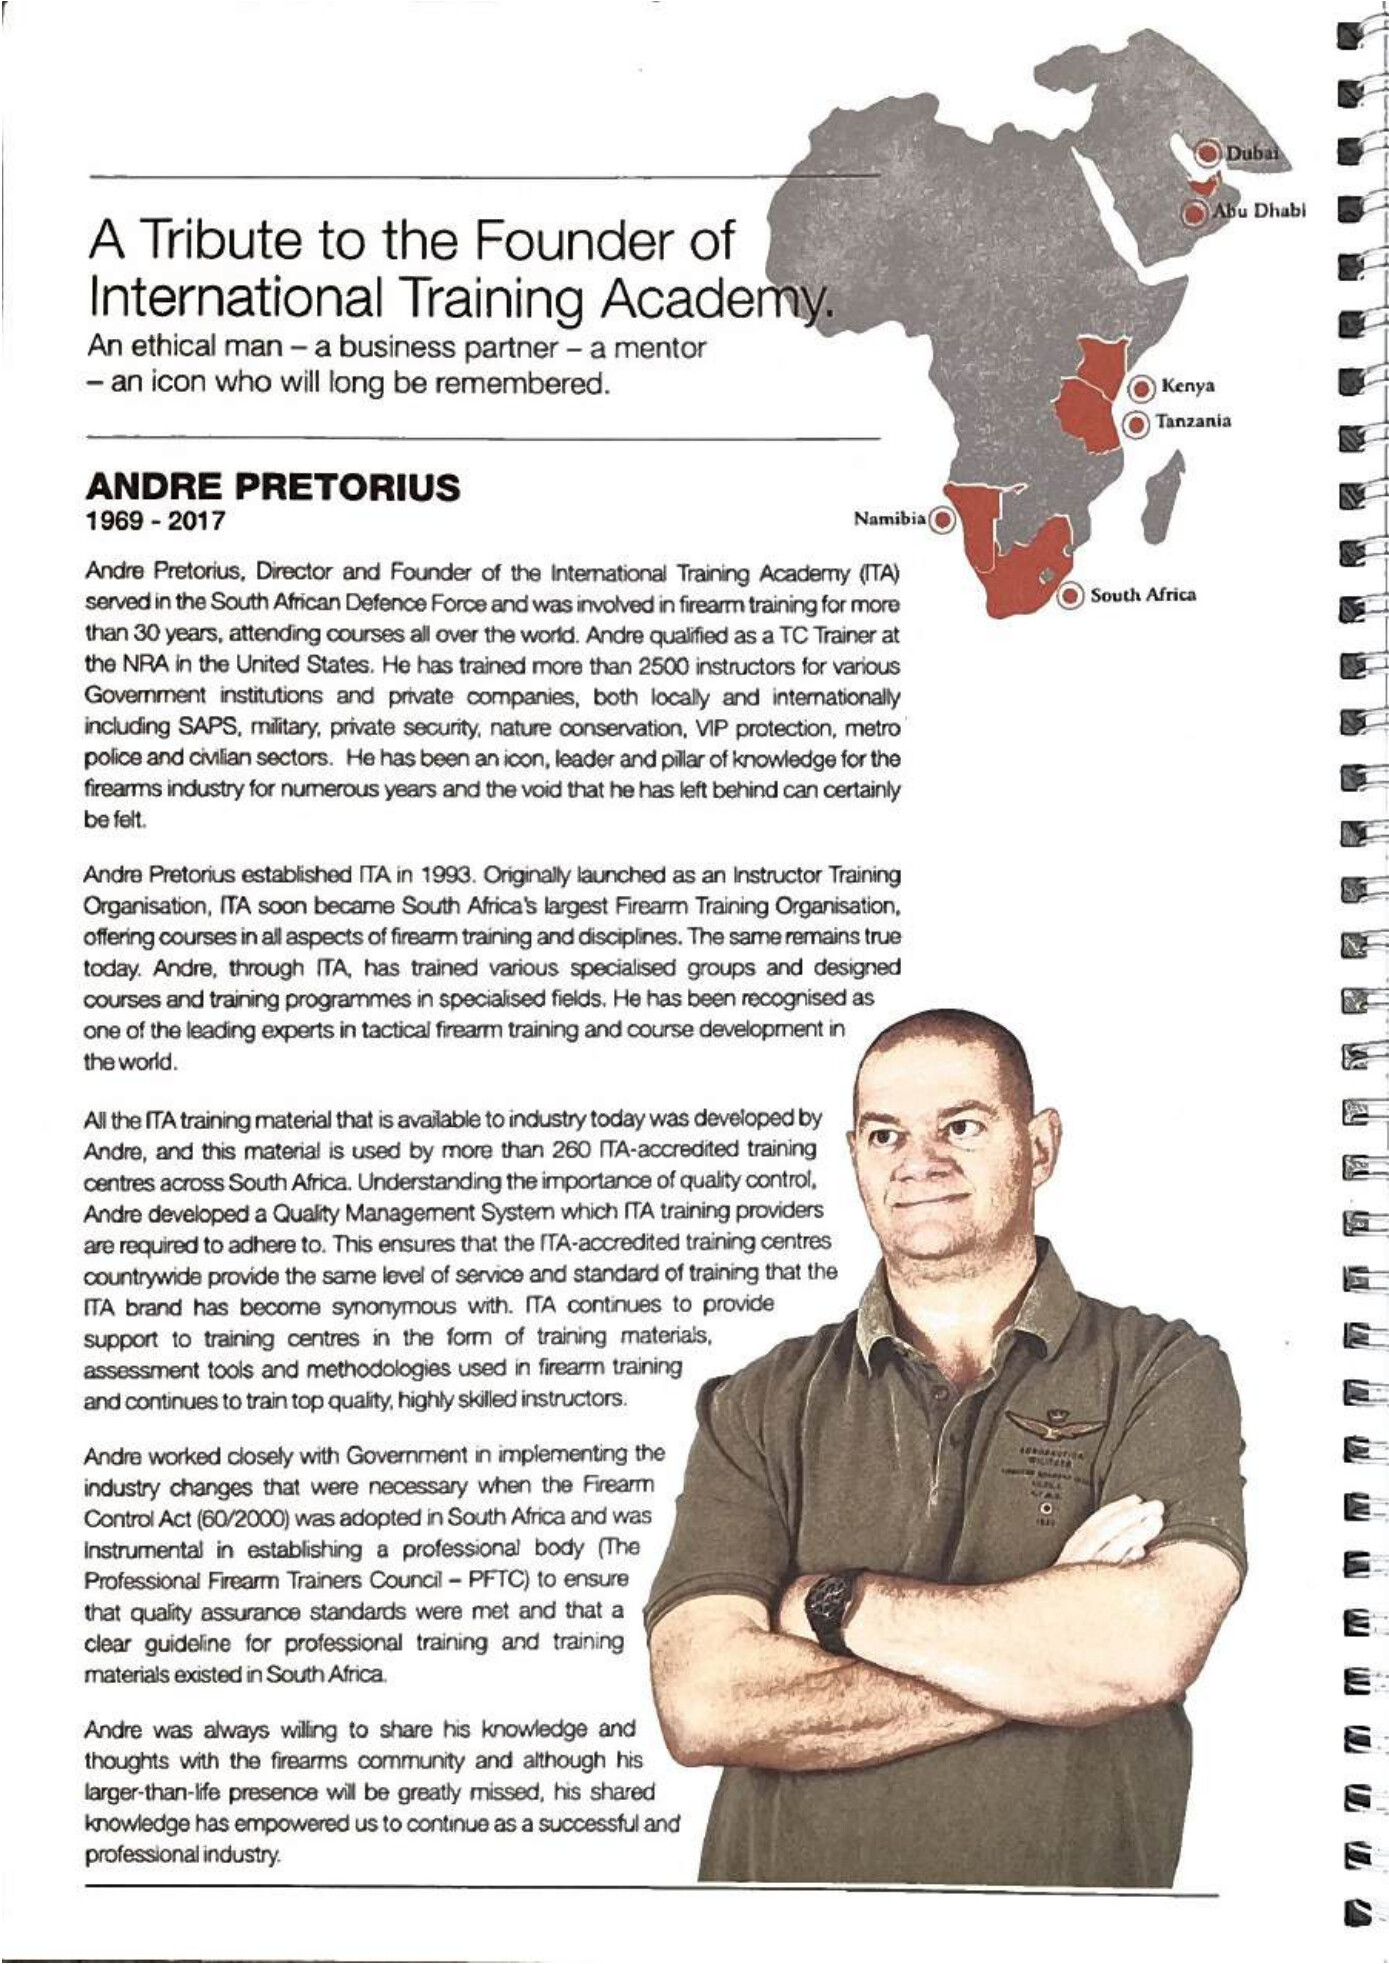 Dubai
Abu Dhabi
A Tribute to the Founder of
International Training Academy.
An ethical man – a business partner – a mentor
– an icon who will long be remembered.
Kenya
Tanzania
Namibia
South Africa
ANDRE PRETORIUS
1969 - 2017
Andre Pretorius, Director and Founder of the International Training Academy (ITA)
served in the South African Defence Force and was involved in firearm training for more
than 30 years, attending courses all over the world. Andre qualified as a TC Trainer at
the NRA in the United States. He has trained more than 2500 instructors for various
Government institutions and private companies, both locally and internationally
including SAPS, military, private security, nature conservation, VIP protection, metro
police and civilian sectors. He has been an icon, leader and pillar of knowledge for the
firearms industry for numerous years and the void that he has left behind can certainly
be felt.
Andre Pretorius established ITA in 1993. Originally launched as an Instructor Training
Organisation, ITA soon became South Africa's largest Firearm Training Organisation,
offering courses in all aspects of firearm training and disciplines. The same remains true
today. Andre, through ITA, has trained various specialised groups and designed
courses and training programmes in specialised fields. He has been recognised as
one of the leading experts in tactical firearm training and course development in
the world.
All the ITA training material that is available to industry today was developed by
Andre, and this material is used by more than 260 ITA-accredited training
centres across South Africa. Understanding the importance of quality control,
Andre developed a Quality Management System which ITA training providers
are required to adhere to. This ensures that the ITA-accredited training centres
countrywide provide the same level of service and standard of training that the
ITA brand has become synonymous with. ITA continues to provide
support to training centres in the form of training materials,
assessment tools and methodologies used in firearm training
and continues to train top quality, highly skilled instructors.
Andre worked closely with Government in implementing the
industry changes that were necessary when the Firearm
Control Act (60/2000) was adopted in South Africa and was
instrumental in establishing a professional body (The
Professional Firearm Trainers Council – PFTC) to ensure
that quality assurance standards were met and that a
clear guideline for professional training and training
materials existed in South Africa.
Andre was always willing to share his knowledge and
thoughts with the firearms community and although his
larger-than-life presence will be greatly missed, his shared
knowledge has empowered us to continue as a successful and
professional industry.
AERONAUTICA
MILITARE